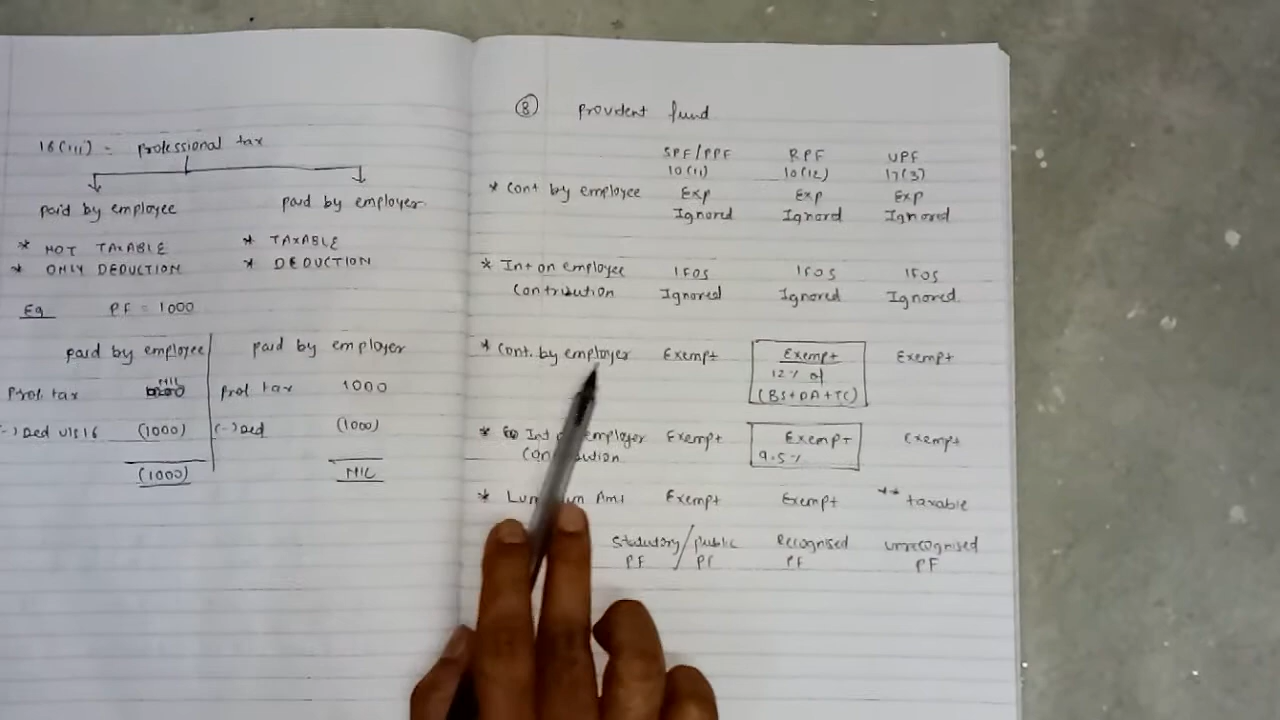 16(iii) = professional tax
paid by employee paid by employer
* NOT TAXABLE * TAXABLE
* ONLY DEDUCTION * DEDUCTION
Eg PF = 1000
paid by employee paid by employer
Prof. tax NIL prof tax 1000
(-) Ded u/s 16 (1000) (-) Ded (1000)
(1000) NIL
8 provident fund
SPF/PPF RPF UPF
10(11) 10(12) 17(3)
* Cont by employee Exp Exp Exp
Ignored Ignord Ignored
* Int on employee IFOS IFOS IFOS
Contribution Ignored Ignored Ignored.
* Cont. by employer Exempt Exempt Exempt
12% of
(BS+DA+TC)
* Int employer Exempt Exempt Exempt
9.5%
* Amt Exempt Exempt ** taxable
Statutory/public Recognised unrecognised
PF / PF PF PF